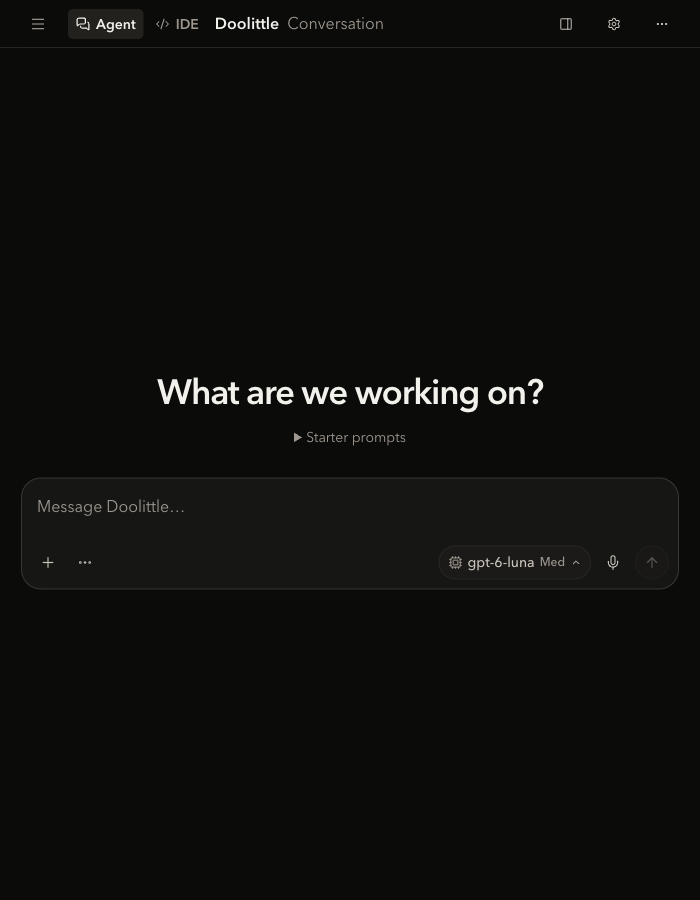 Agent IDE Doolittle Conversation
What are we working on?
Starter prompts
Message Doolittle…
gpt-6-luna Med